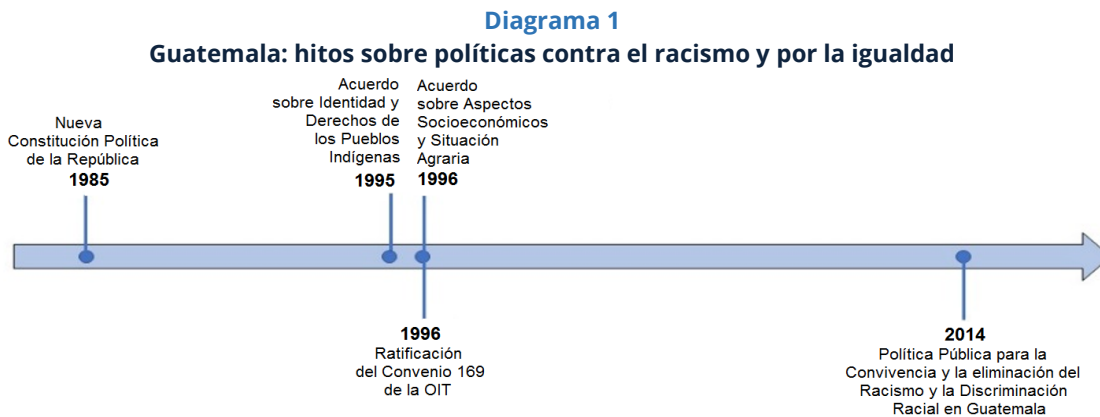 Diagrama 1
Guatemala: hitos sobre políticas contra el racismo y por la igualdad
Nueva
Constitución Política
de la República
1985
Acuerdo
sobre Identidad y
Derechos de
los Pueblos
Indígenas
1995
Acuerdo
sobre Aspectos
Socioeconómicos
y Situación
Agraria
1996
1996
Ratificación
del Convenio 169
de la OIT
2014
Política Pública para la
Convivencia y la eliminación del
Racismo y la Discriminación
Racial en Guatemala